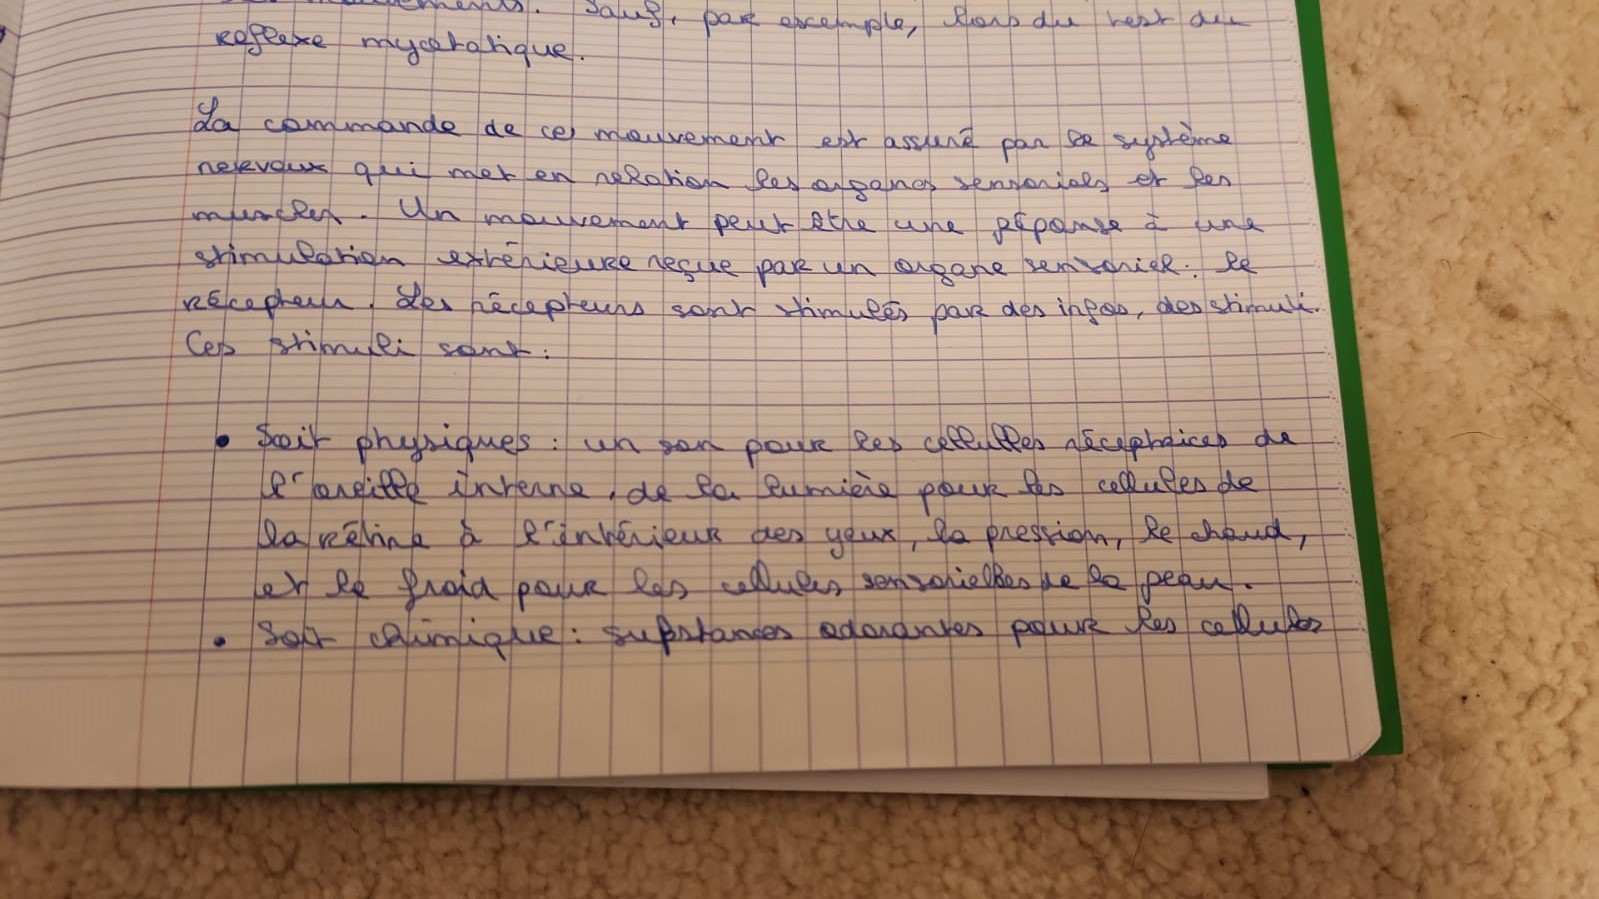 mouvements. Sauf, par escemple, lors du test du
reflexe myotatique.
La commande de ces mouvement est assuré par le système
nerveux qui met en relation les organes sensoriels et les
muscles. Un mouvement peut être une réponse à une
stimulation extérieure reçue par un organe sensoriel : le
récepteur. Les récepteurs sont stimulés par des infos, des stimuli.
Ces stimuli sont :
• Soit physiques : un son pour les cellules réceptrices de
l'oreille interne, de la lumière pour les cellules de
la rétine à l'intérieur des yeux, la pression, le chaud,
et le froid pour les cellules sensorielles de la peau.
• Soit chimique : substances odorantes pour les cellules